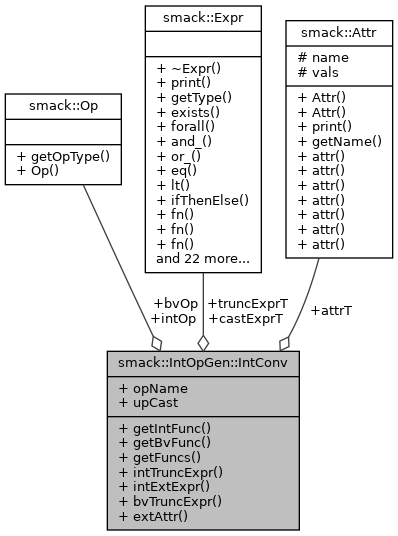 smack::Expr
+ ~Expr()
+ print()
+ getType()
+ exists()
+ forall()
+ and_()
+ or_()
+ eq()
+ lt()
+ ifThenElse()
+ fn()
+ fn()
+ fn()
and 22 more...
smack::Attr
# name
# vals
+ Attr()
+ Attr()
+ print()
+ getName()
+ attr()
+ attr()
+ attr()
+ attr()
+ attr()
+ attr()
+ attr()
smack::Op
+ getOpType()
+ Op()
+bvOp
+intOp
+truncExprT
+castExprT
+attrT
smack::IntOpGen::IntConv
+ opName
+ upCast
+ getIntFunc()
+ getBvFunc()
+ getFuncs()
+ intTruncExpr()
+ intExtExpr()
+ bvTruncExpr()
+ extAttr()